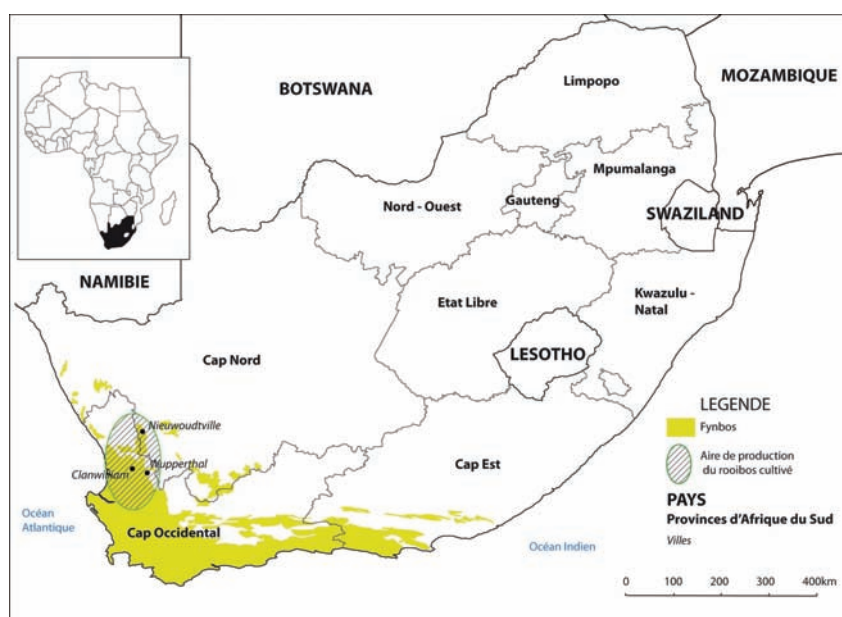 Limpopo
MOZAMBIQUE
BOTSWANA
Mpumalanga
Nord - Ouest
Gauteng
SWAZILAND
NAMIBIE
Etat Libre
Kwazulu -
Natal
Cap Nord
LESOTHO
Nieuwoudtville
Wupperthal
Clanwilliam
Cap Est
Océan
Atlantique
Cap Occidental
Océan Indien
LEGENDE
Fynbos
Aire de production
du rooibos cultivé
PAYS
Provinces d'Afrique du Sud
Villes
0 100 200 300 400km